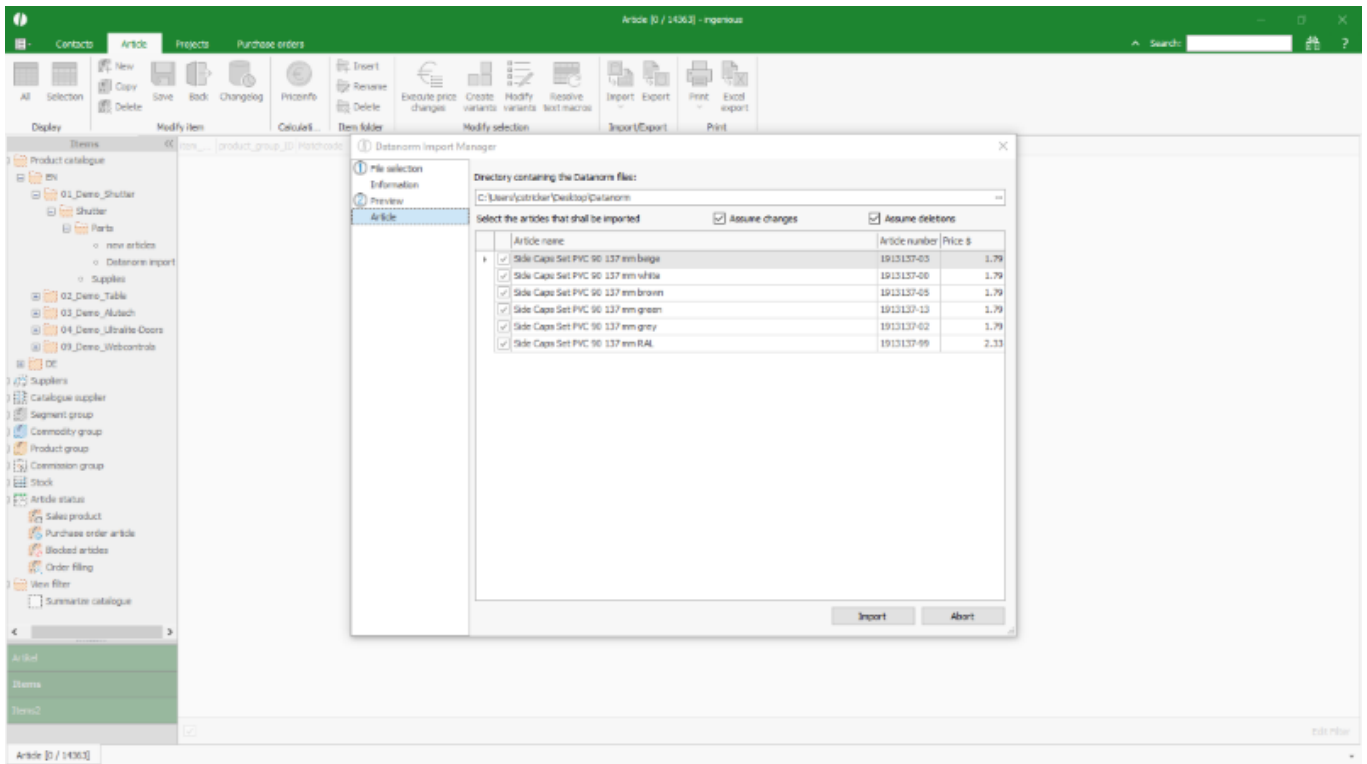 Article [0 / 14363] - ingenious
Contacts Article Projects Purchase orders Search: ?
All Selection New Copy Delete Save Back Changelog Priceinfo Insert Rename Delete Execute price changes Create variants Modify variants Resolve text macros Import Export Print Excel export
Display Modify item Calculati... Item folder Modify selection Import/Export Print
Items
product_group_ID Matchcode
Product catalogue
EN
01_Demo_Shutter
Shutter
Parts
new articles
Datanorm import
Supplies
02_Demo_Table
03_Demo_Alutech
04_Demo_Ultralite-Doors
09_Demo_Webcontrols
DE
Suppliers
Catalogue supplier
Segment group
Commodity group
Product group
Commission group
Stock
Article status
Sales product
Purchase order article
Blocked articles
Order filling
View filter
Summarize catalogue
Artikel
Items
Items2
Datanorm Import Manager
1 File selection
Information
2 Preview
Article
Directory containing the Datanorm files:
C:\Users\pstricker\Desktop\Datanorm ...
Select the articles that shall be imported Assume changes Assume deletions
Article name Article number Price $
Side Caps Set PVC 90 137 mm beige 1913137-03 1.79
Side Caps Set PVC 90 137 mm white 1913137-00 1.79
Side Caps Set PVC 90 137 mm brown 1913137-05 1.79
Side Caps Set PVC 90 137 mm green 1913137-13 1.79
Side Caps Set PVC 90 137 mm grey 1913137-02 1.79
Side Caps Set PVC 90 137 mm RAL 1913137-99 2.33
Import Abort
Edit Filter
Article [0 / 14363]